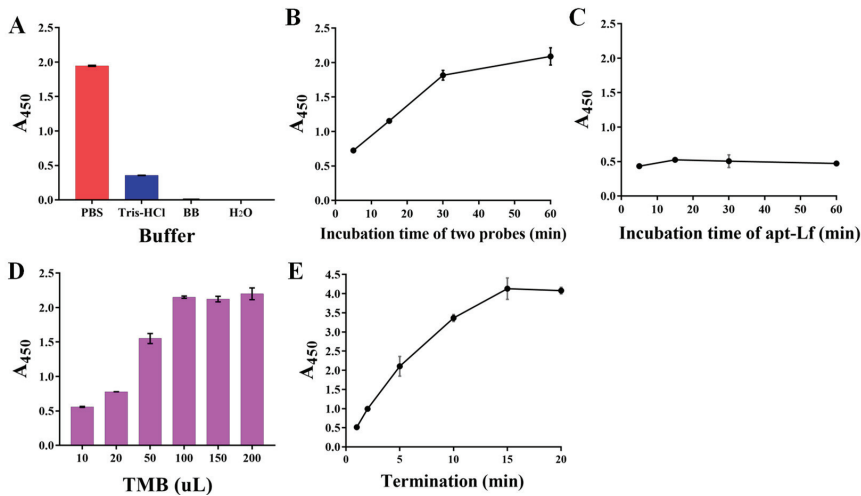 A
2.5
2.0
1.5
1.0
0.5
0.0
A450
PBS Tris-HCl BB H2O
Buffer
B
2.5
2.0
1.5
1.0
0.5
0.0
A450
0 10 20 30 40 50 60
Incubation time of two probes (min)
C
2.5
2.0
1.5
1.0
0.5
0.0
A450
0 10 20 30 40 50 60
Incubation time of apt-Lf (min)
D
2.5
2.0
1.5
1.0
0.5
0.0
A450
10 20 50 100 150 200
TMB (uL)
E
4.5
4.0
3.5
3.0
2.5
2.0
1.5
1.0
0.5
0.0
A450
0 5 10 15 20
Termination (min)